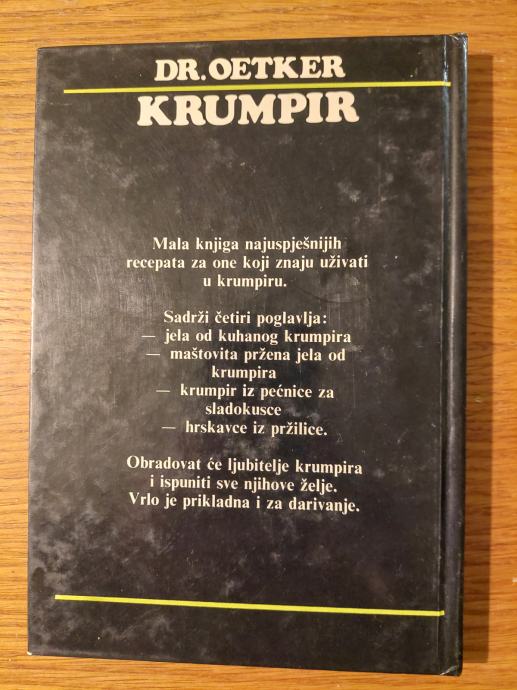 DR. OETKER
KRUMPIR
Mala knjiga najuspješnijih
recepata za one koji znaju uživati
u krumpiru.
Sadrži četiri poglavlja:
— jela od kuhanog krumpira
— maštovita pržena jela od
krumpira
— krumpir iz pećnice za
sladokusce
— hrskavce iz pržilice.
Obradovat će ljubitelje krumpira
i ispuniti sve njihove želje.
Vrlo je prikladna i za darivanje.